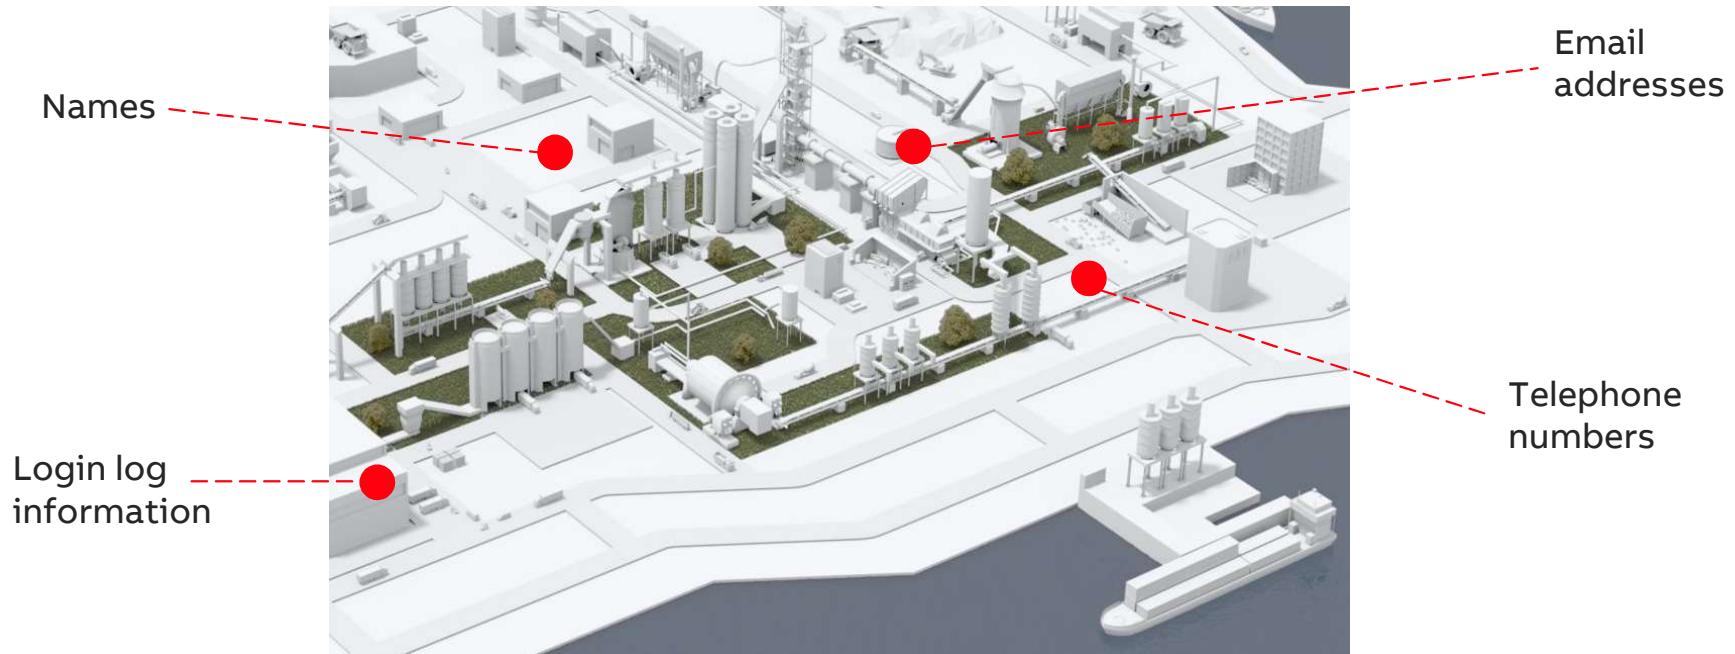 Names
Email
addresses
Telephone
numbers
Login log
information